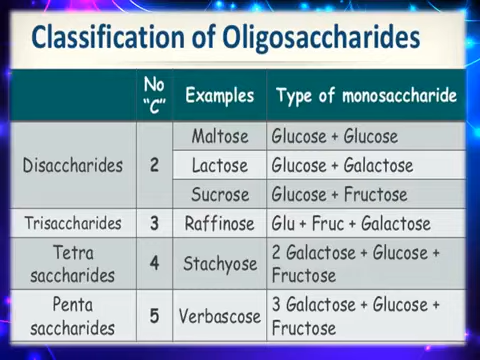 Classification of Oligosaccharides
No "C" Examples Type of monosaccharide
Disaccharides 2 Maltose Glucose + Glucose
Lactose Glucose + Galactose
Sucrose Glucose + Fructose
Trisaccharides 3 Raffinose Glu + Fruc + Galactose
Tetra saccharides 4 Stachyose 2 Galactose + Glucose +
Fructose
Penta saccharides 5 Verbascose 3 Galactose + Glucose +
Fructose